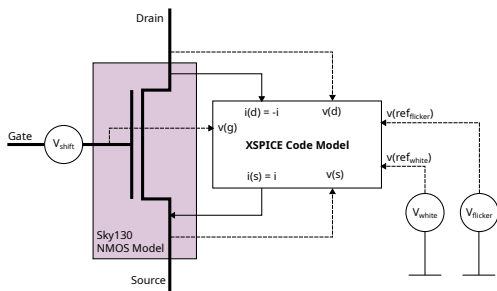 Drain
i(d) = -i
v(d)
v(ref_flicker)
Gate
V_shift
v(g)
XSPICE Code Model
v(ref_white)
i(s) = i
v(s)
V_white
V_flicker
Sky130
NMOS Model
Source